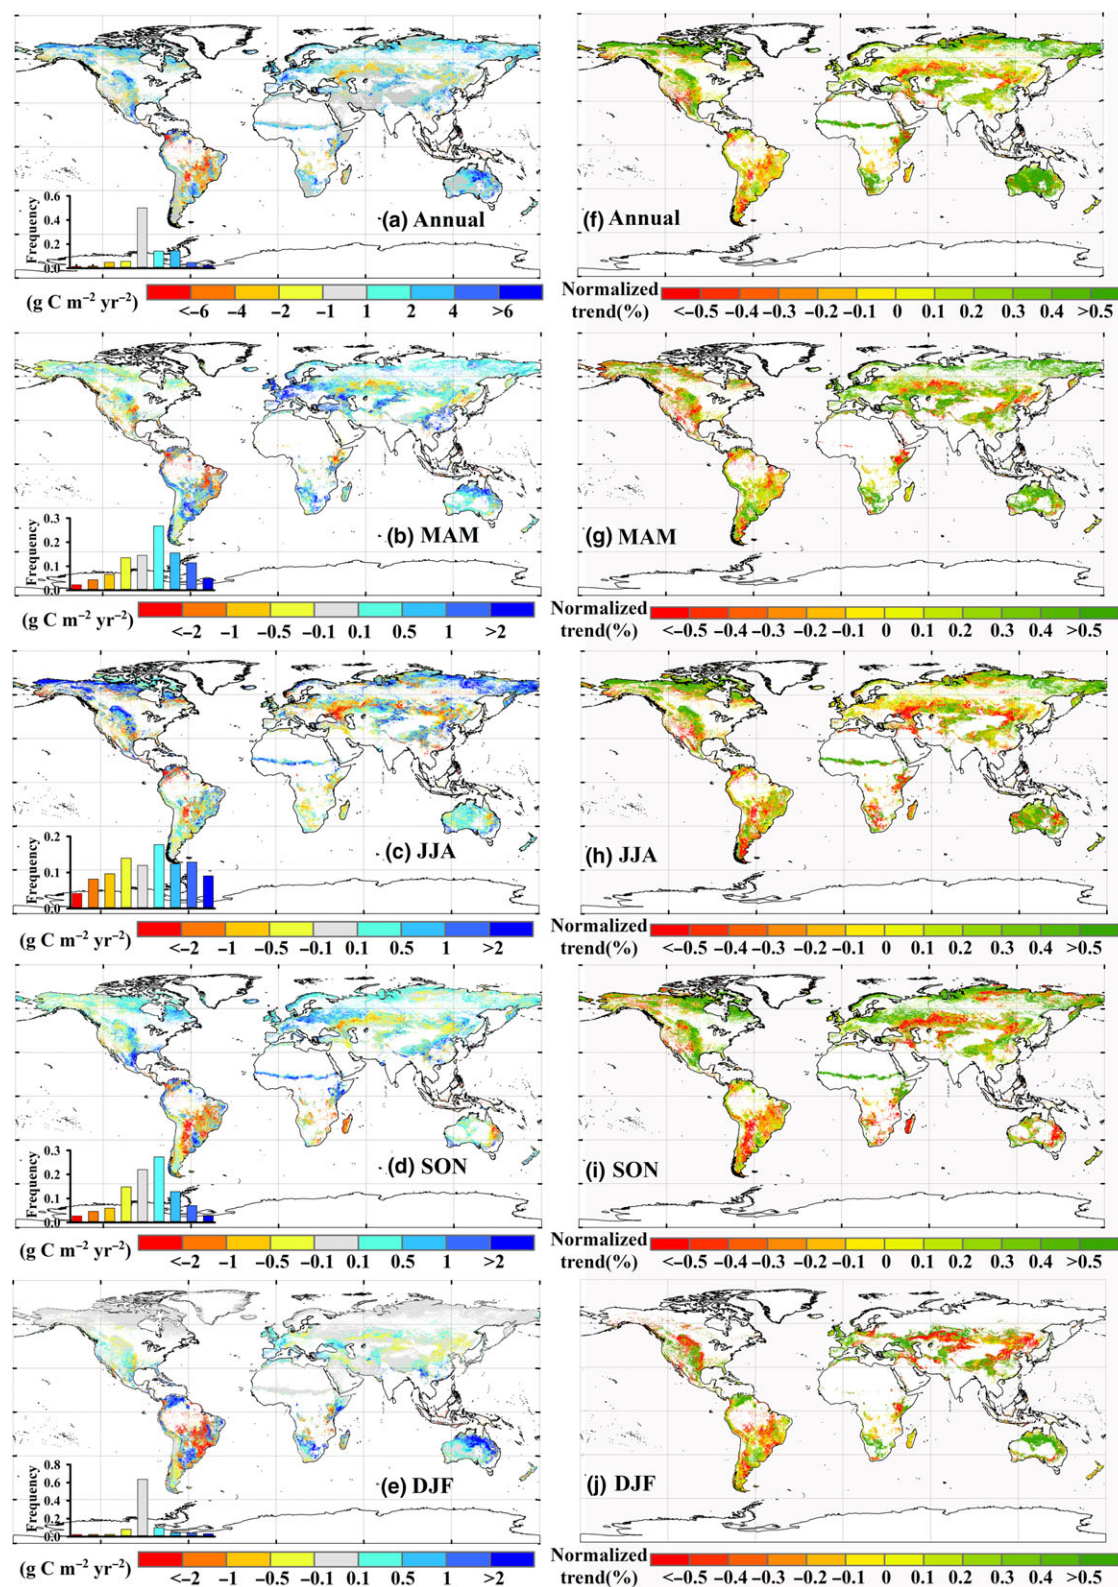 0.6
0.4
0.2
0.0
Frequency
(a) Annual
(g C m−2 yr−2)
<−6 −4 −2 −1 1 2 4 >6
(f) Annual
Normalized
trend(%)
<−0.5 −0.4 −0.3 −0.2 −0.1 0 0.1 0.2 0.3 0.4 >0.5
0.3
0.2
0.1
0.0
Frequency
(b) MAM
(g C m−2 yr−2)
<−2 −1 −0.5 −0.1 0.1 0.5 1 >2
(g) MAM
Normalized
trend(%)
<−0.5 −0.4 −0.3 −0.2 −0.1 0 0.1 0.2 0.3 0.4 >0.5
0.2
0.1
0.0
Frequency
(c) JJA
(g C m−2 yr−2)
<−2 −1 −0.5 −0.1 0.1 0.5 1 >2
(h) JJA
Normalized
trend(%)
<−0.5 −0.4 −0.3 −0.2 −0.1 0 0.1 0.2 0.3 0.4 >0.5
0.3
0.2
0.1
0.0
Frequency
(d) SON
(g C m−2 yr−2)
<−2 −1 −0.5 −0.1 0.1 0.5 1 >2
(i) SON
Normalized
trend(%)
<−0.5 −0.4 −0.3 −0.2 −0.1 0 0.1 0.2 0.3 0.4 >0.5
0.8
0.6
0.4
0.2
0.0
Frequency
(e) DJF
(g C m−2 yr−2)
<−2 −1 −0.5 −0.1 0.1 0.5 1 >2
(j) DJF
Normalized
trend(%)
<−0.5 −0.4 −0.3 −0.2 −0.1 0 0.1 0.2 0.3 0.4 >0.5